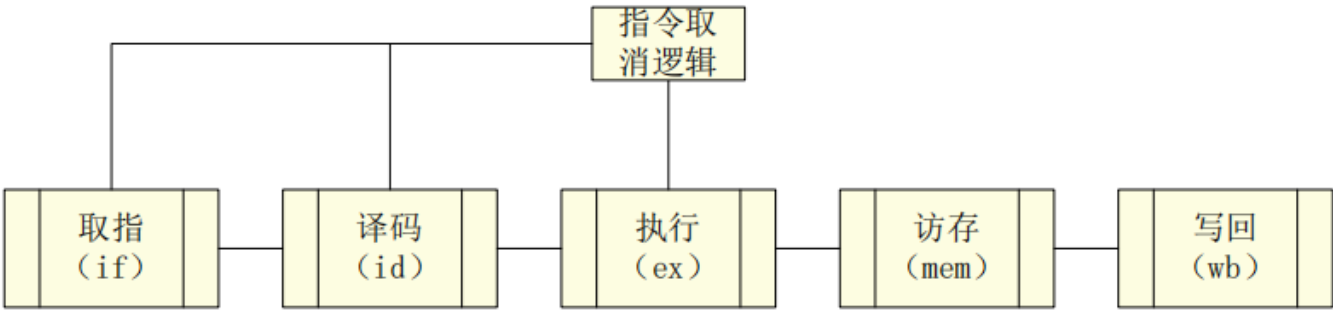 指令取
消逻辑
取指
（if）
译码
（id）
执行
（ex）
访存
（mem）
写回
（wb）